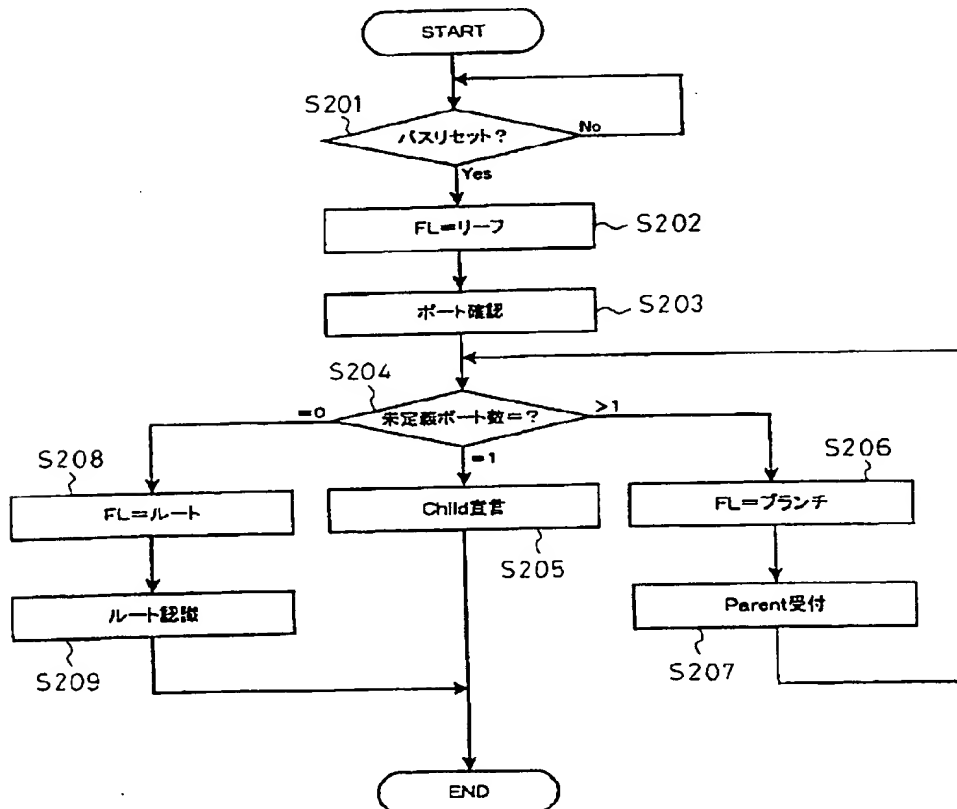 START
S201
バスリセット?
No
Yes
FL=リーフ
S202
ポート確認
S203
S204
未定義ポート数=?
=0
=1
>1
S208
FL=ルート
Child宣言
S205
S206
FL=ブランチ
ルート認識
S209
Parent受付
S207
END